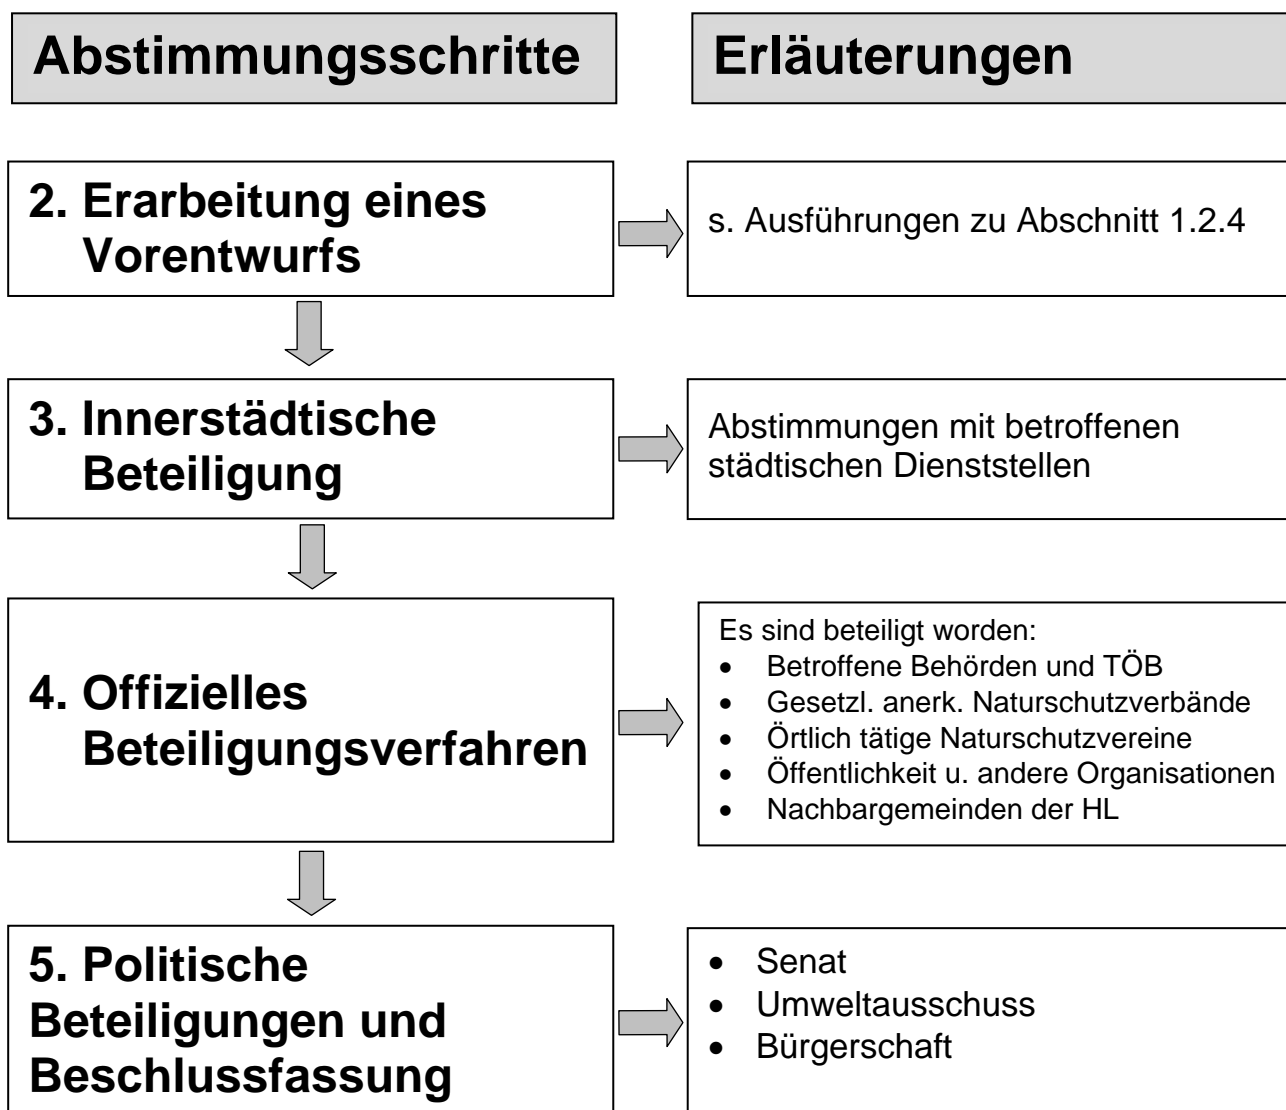 Abstimmungsschritte
Erläuterungen
2. Erarbeitung eines
Vorentwurfs
s. Ausführungen zu Abschnitt 1.2.4
3. Innerstädtische
Beteiligung
Abstimmungen mit betroffenen
städtischen Dienststellen
4. Offizielles
Beteiligungsverfahren
Es sind beteiligt worden:
• Betroffene Behörden und TÖB
• Gesetzl. anerk. Naturschutzverbände
• Örtlich tätige Naturschutzvereine
• Öffentlichkeit u. andere Organisationen
• Nachbargemeinden der HL
5. Politische
Beteiligungen und
Beschlussfassung
• Senat
• Umweltausschuss
• Bürgerschaft